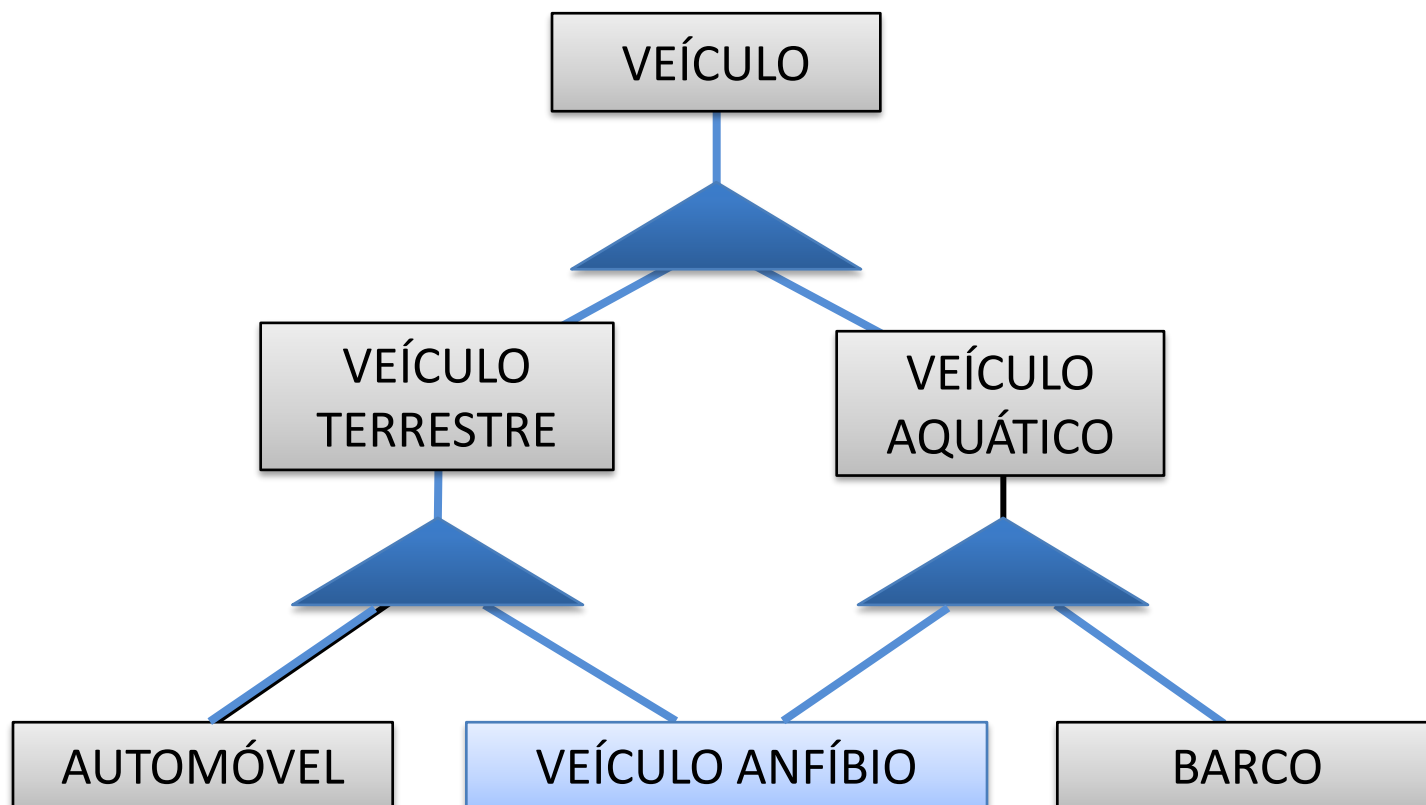 VEÍCULO
VEÍCULO
TERRESTRE
VEÍCULO
AQUÁTICO
AUTOMÓVEL
VEÍCULO ANFÍBIO
BARCO